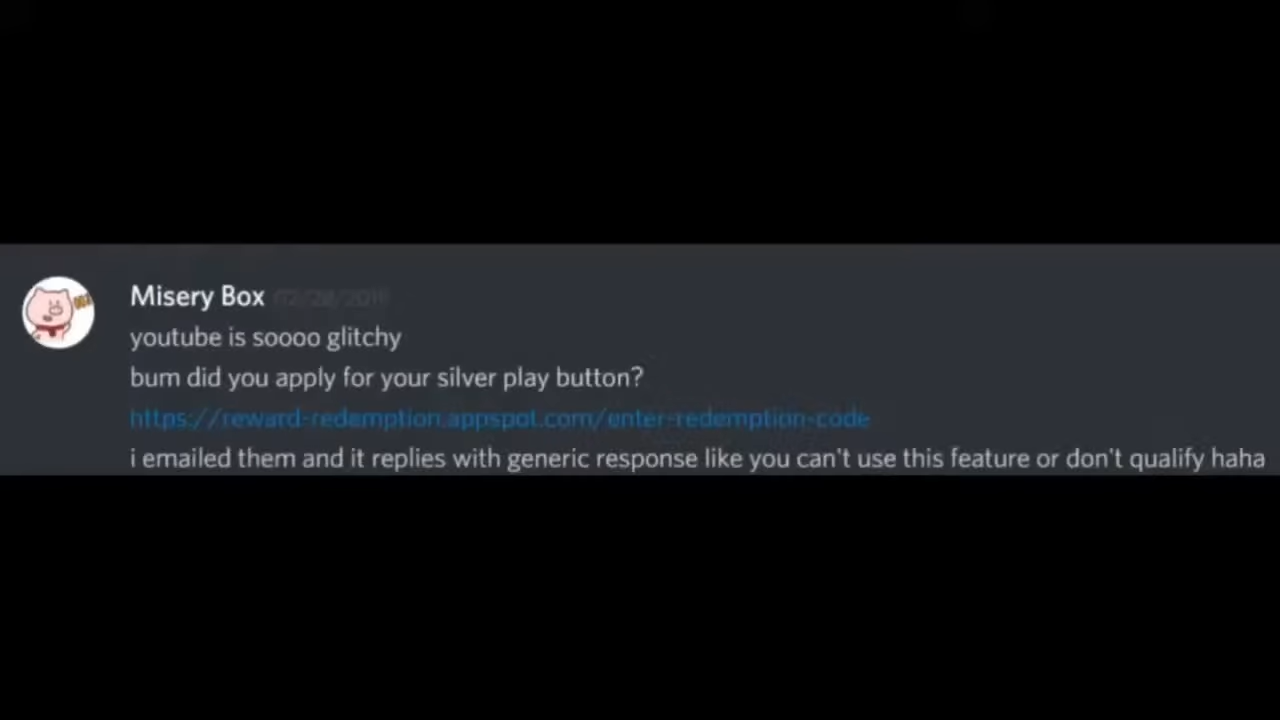 Misery Box
youtube is soooo glitchy
bum did you apply for your silver play button?
https://reward-redemption.appspot.com/enter-redemption-code
i emailed them and it replies with generic response like you can't use this feature or don't qualify haha